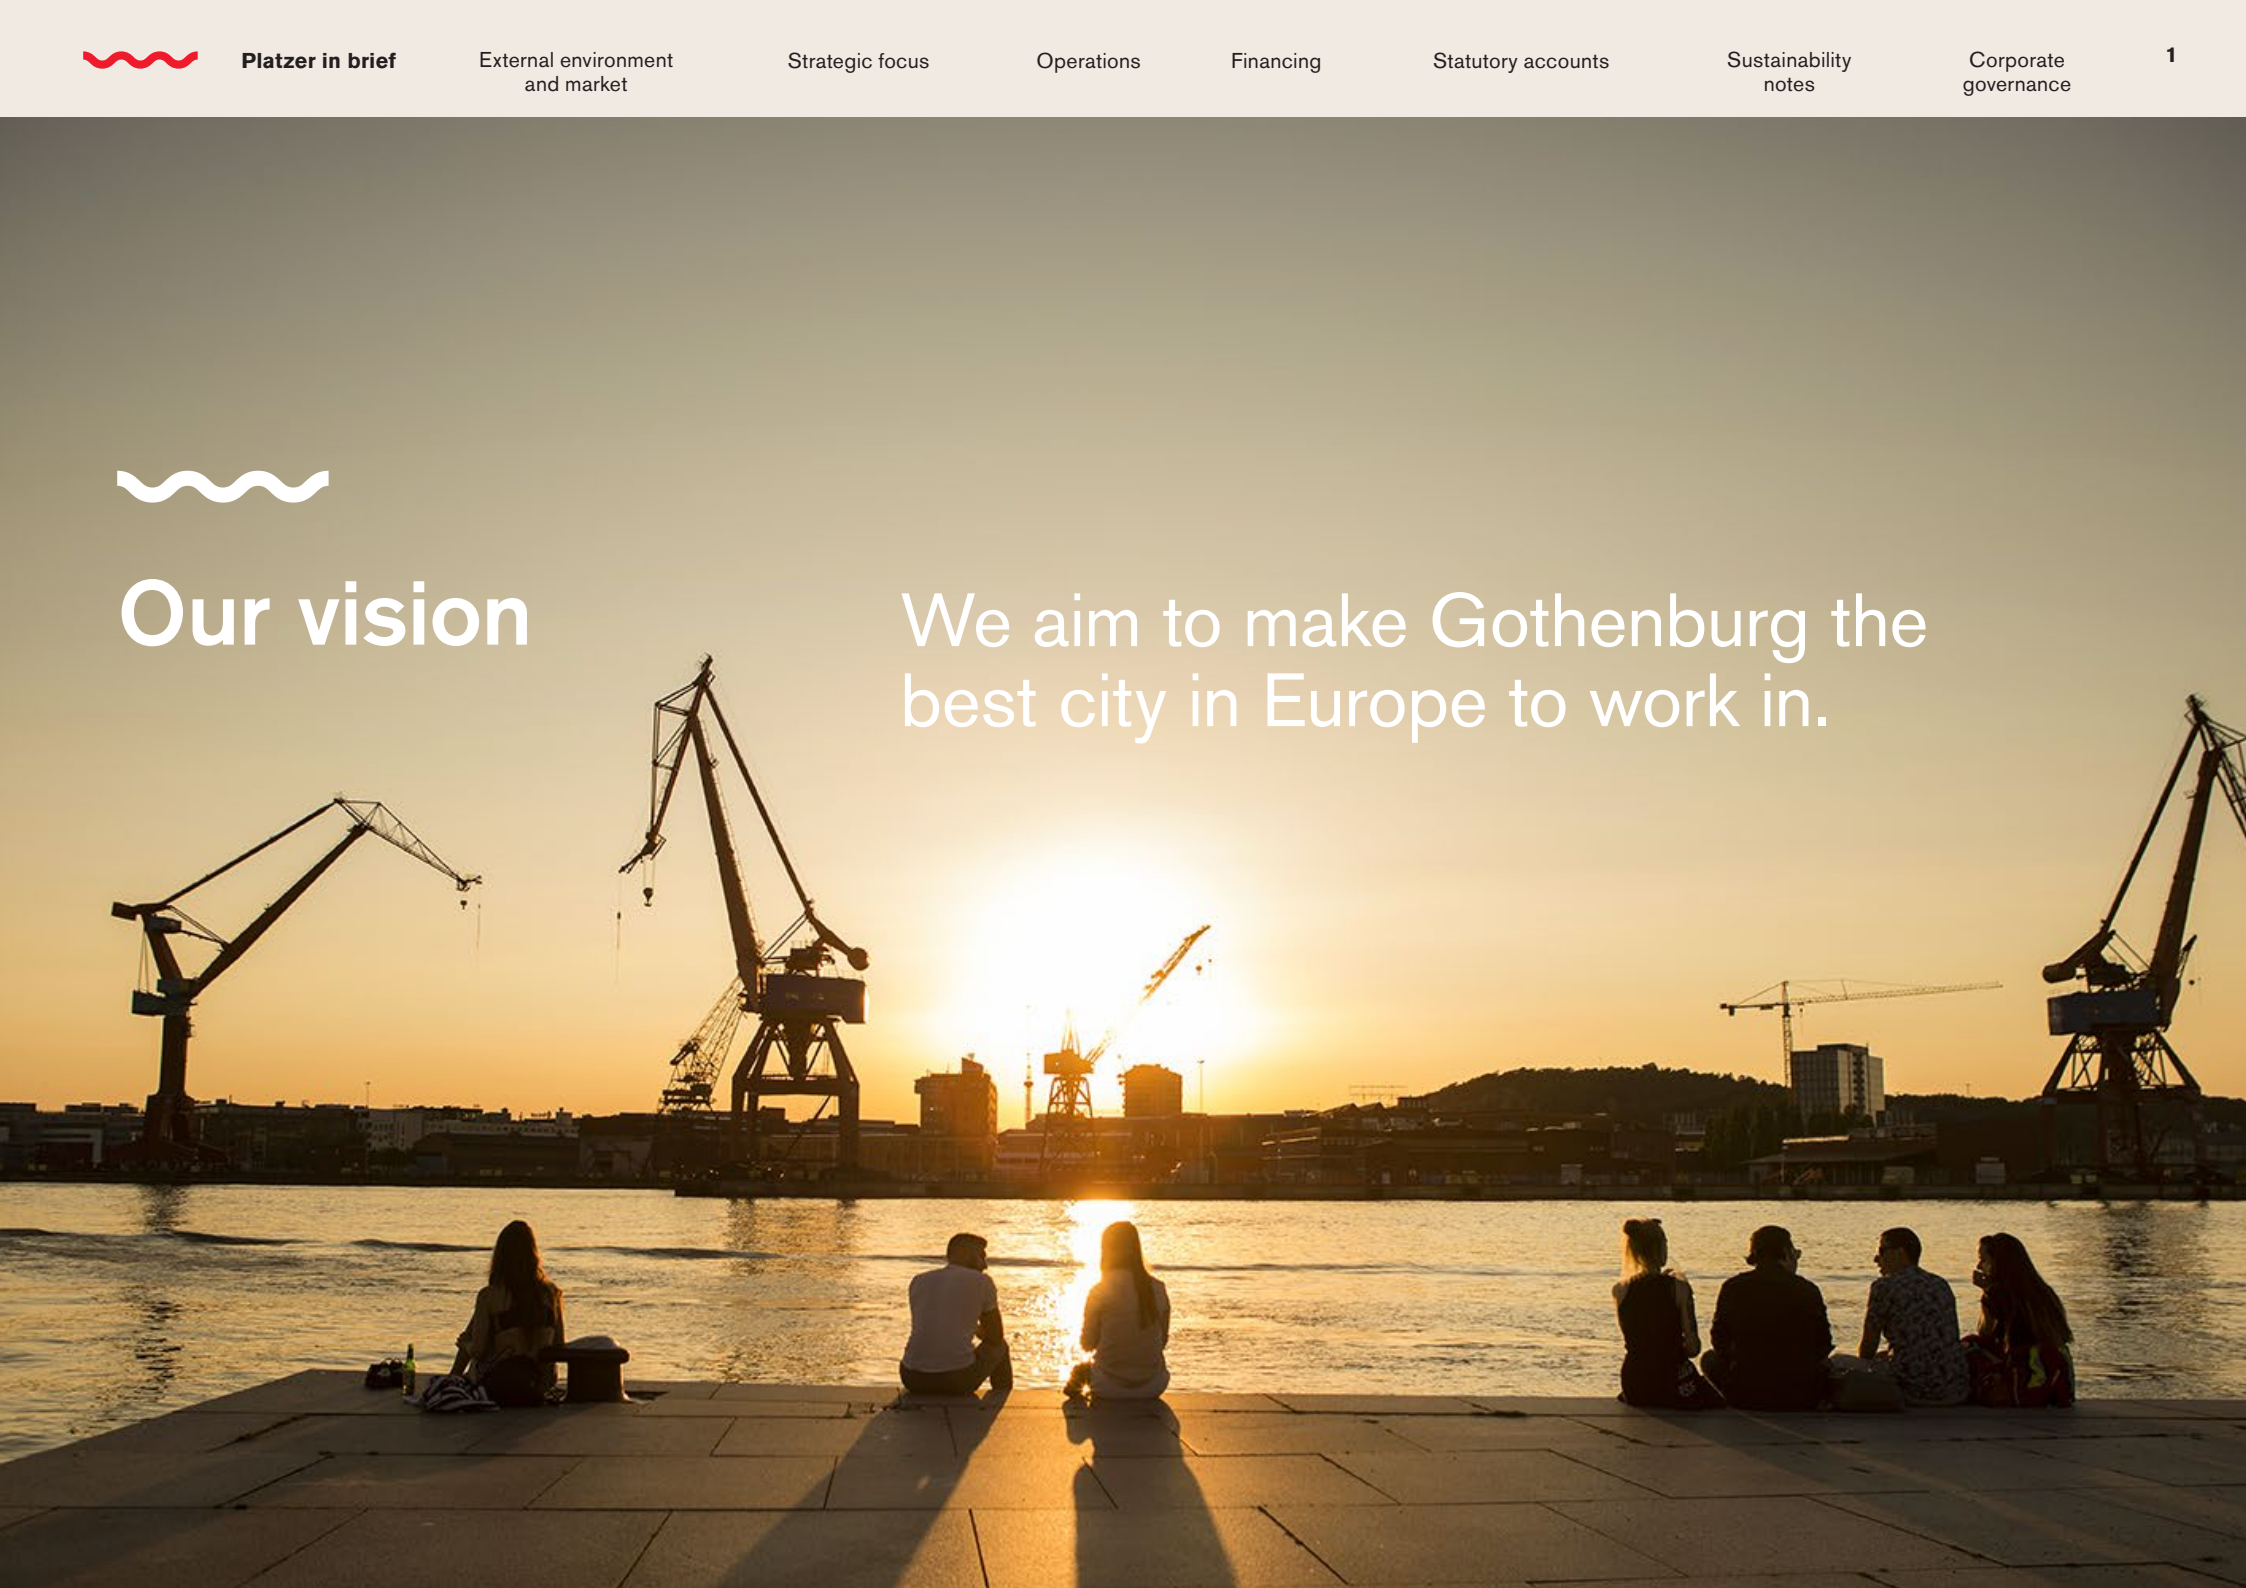 Platzer in brief
External environment
and market
Strategic focus
Operations
Financing
Statutory accounts
Sustainability
notes
Corporate
governance
1
Our vision
We aim to make Gothenburg the
best city in Europe to work in.